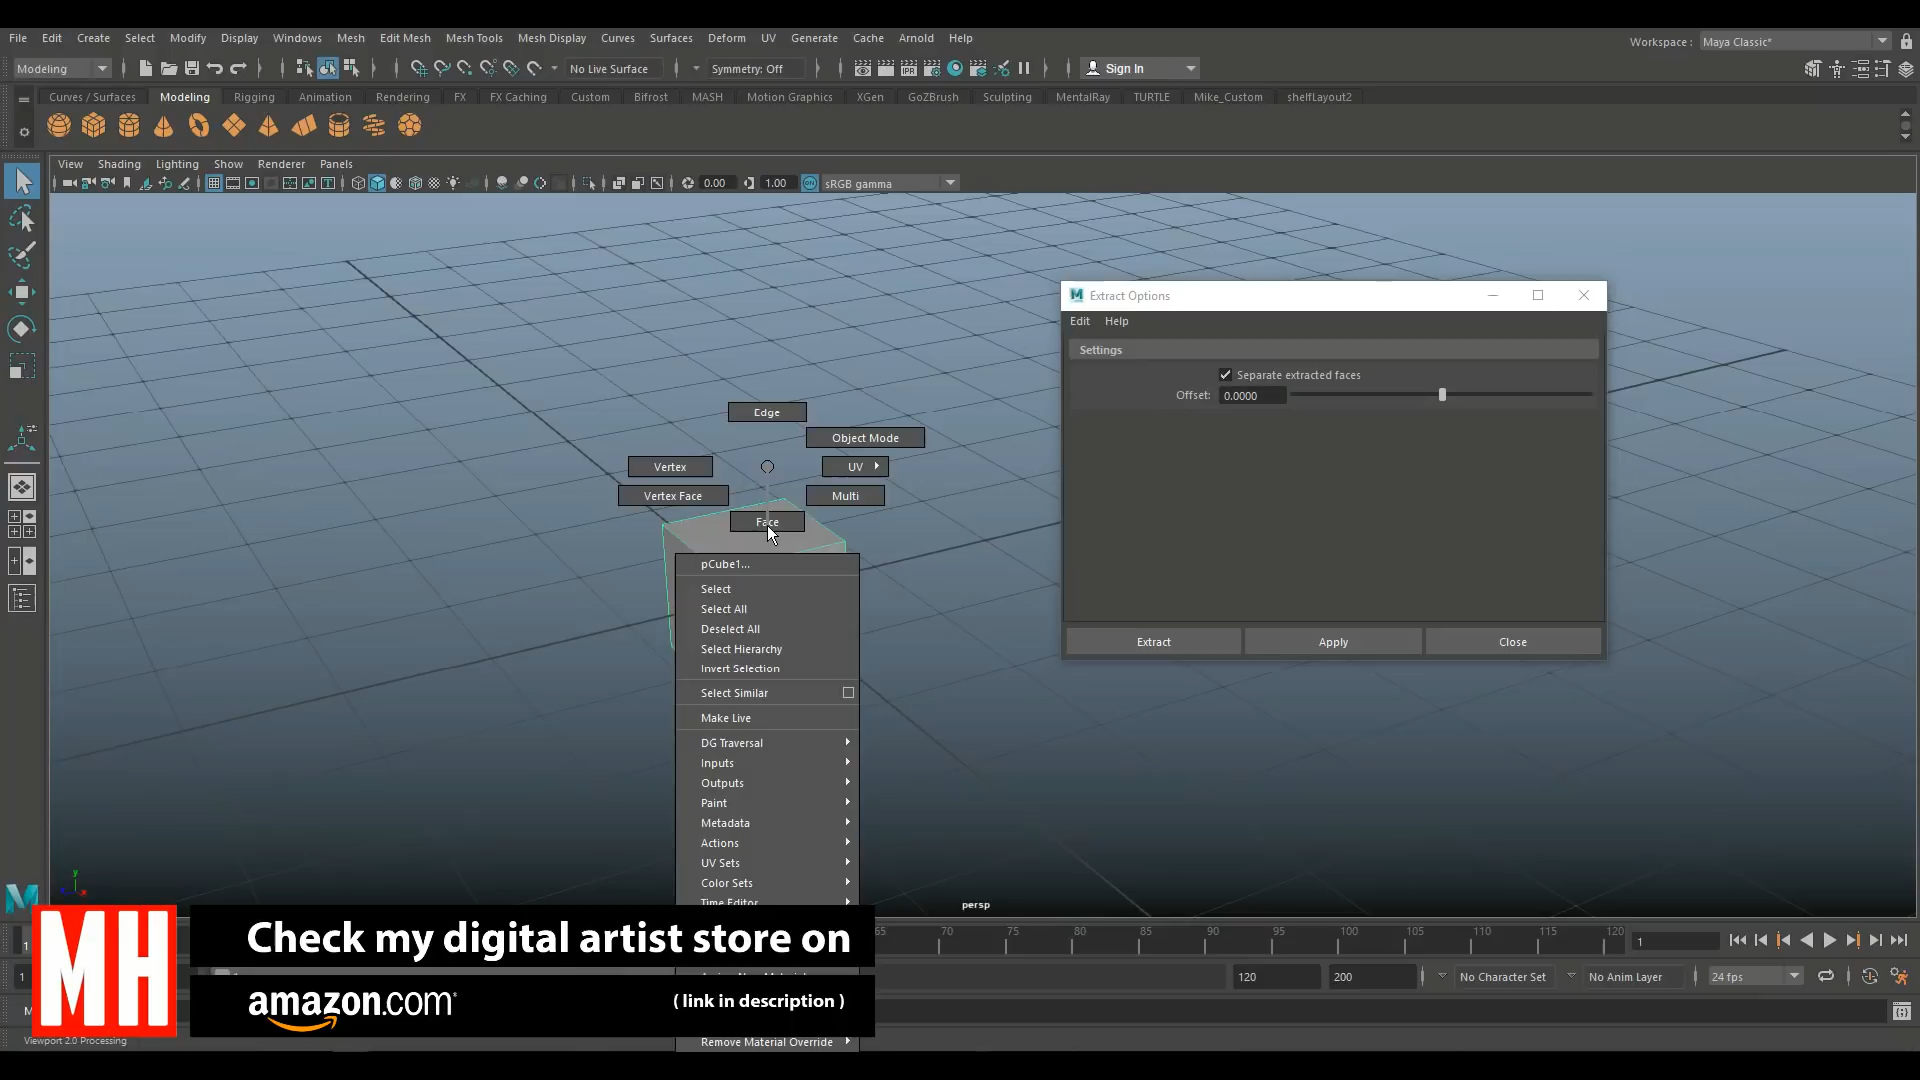 File Edit Create Select Modify Display Windows Mesh Edit Mesh Mesh Tools Mesh Display Curves Surfaces Deform UV Generate Cache Arnold Help
Workspace : Maya Classic*
Modeling No Live Surface Symmetry: Off Sign In
Curves / Surfaces Modeling Rigging Animation Rendering FX FX Caching Custom Bifrost MASH Motion Graphics XGen GoZBrush Sculpting MentalRay TURTLE Mike_Custom shelfLayout2
View Shading Lighting Show Renderer Panels
IPR
0.00 1.00 ON sRGB gamma
M Extract Options
Edit Help
Settings
Separate extracted faces
Offset: 0.0000
Extract Apply Close
Edge
Object Mode
Vertex UV
Vertex Face Multi
Face
pCube1...
Select
Select All
Deselect All
Select Hierarchy
Invert Selection
Select Similar
Make Live
DG Traversal
Inputs
Outputs
Paint
Metadata
Actions
UV Sets
Color Sets
Time Editor
Remove Material Override
y
x
persp
M
MH
Check my digital artist store on
amazon.com
( link in description )
1 65 70 75 80 85 90 95 100 105 110 115 120 1
1 120 200 No Character Set No Anim Layer 24 fps
Viewport 2.0 Processing